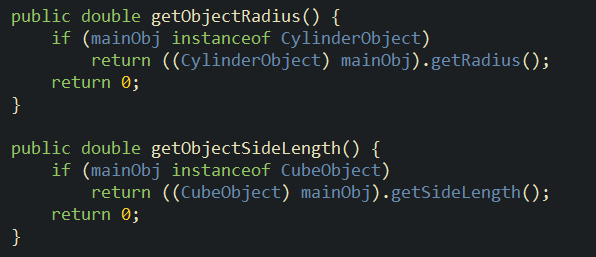 public double getObjectRadius() {
    if (mainObj instanceof CylinderObject)
        return ((CylinderObject) mainObj).getRadius();
    return 0;
}

public double getObjectSideLength() {
    if (mainObj instanceof CubeObject)
        return ((CubeObject) mainObj).getSideLength();
    return 0;
}